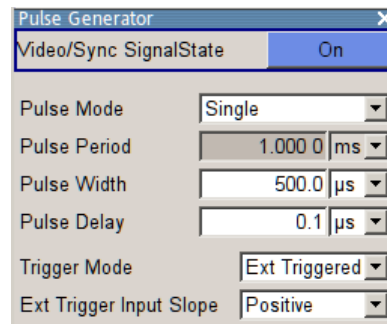 Pulse Generator X
Video/Sync SignalState On
Pulse Mode Single
Pulse Period 1.000 0 ms
Pulse Width 500.0 µs
Pulse Delay 0.1 µs
Trigger Mode Ext Triggered
Ext Trigger Input Slope Positive